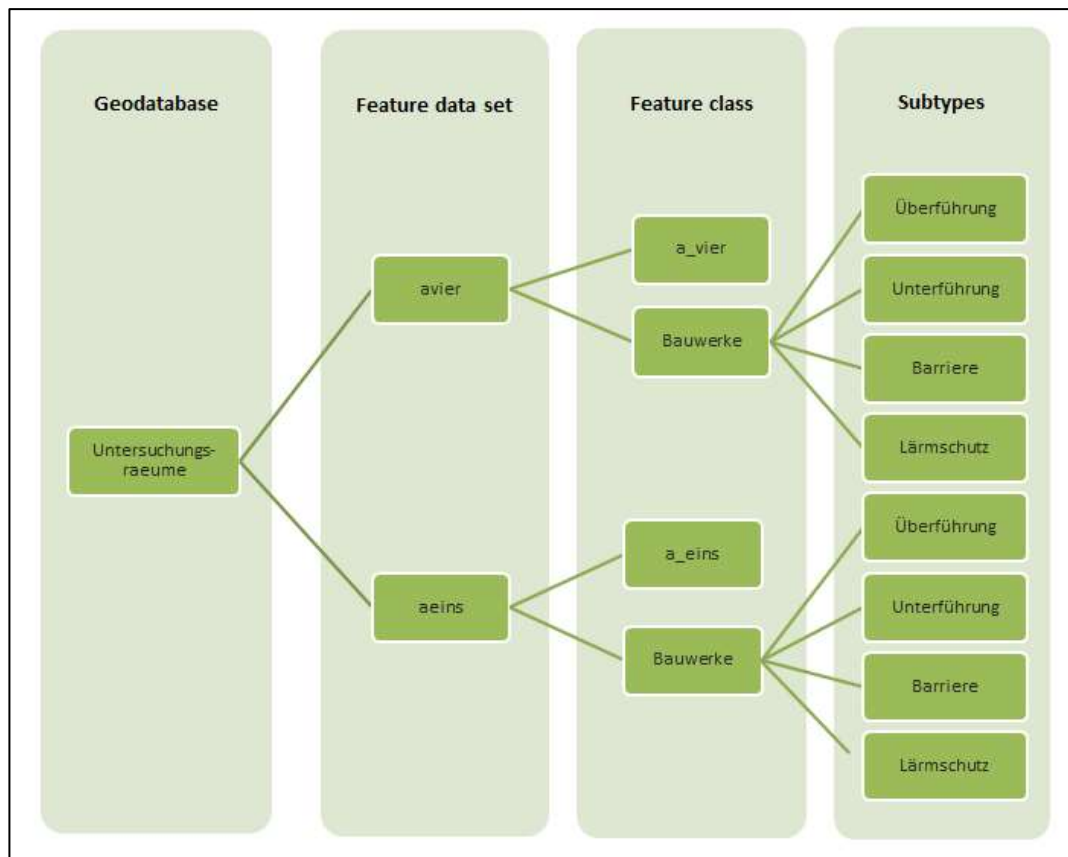 Geodatabase
Feature data set
Feature class
Subtypes
Untersuchungs-
raeume
avier
aeins
a_vier
Bauwerke
a_eins
Bauwerke
Überführung
Unterführung
Barriere
Lärmschutz
Überführung
Unterführung
Barriere
Lärmschutz